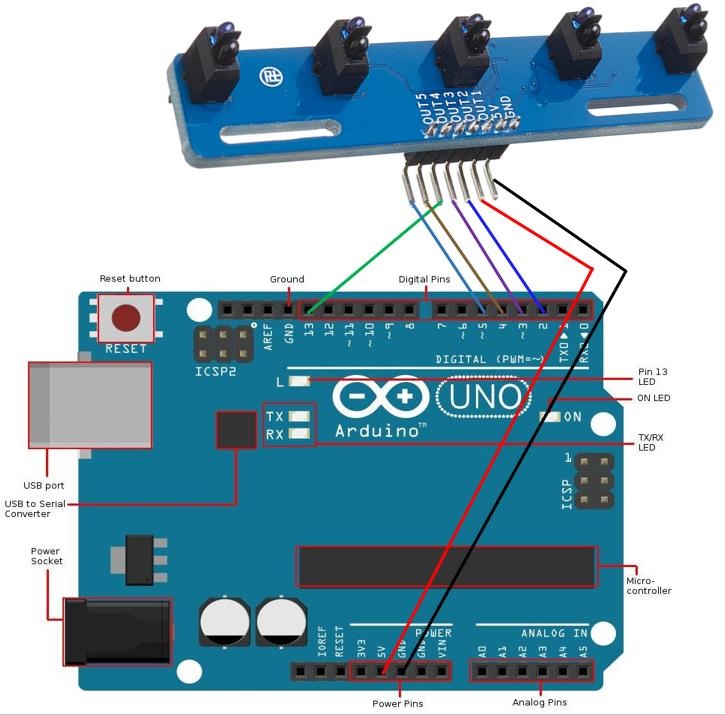 OUT5
OUT4
OUT3
OUT2
OUT1
5V
GND
Reset button
Ground
Digital Pins
RESET
ICSP2
AREF
GND
13
12
~11
~10
~9
8
7
~6
~5
4
~3
2
TX0▶1
RX0◀0
DIGITAL (PWM=~)
L
Pin 13
LED
ON LED
TX
RX
UNO
ON
Arduino™
TX/RX
LED
1
ICSP
USB port
USB to Serial
Converter
Power
Socket
Micro-
controller
POWER
ANALOG IN
IOREF
RESET
3V3
5V
GND
GND
VIN
A0
A1
A2
A3
A4
A5
Power Pins
Analog Pins